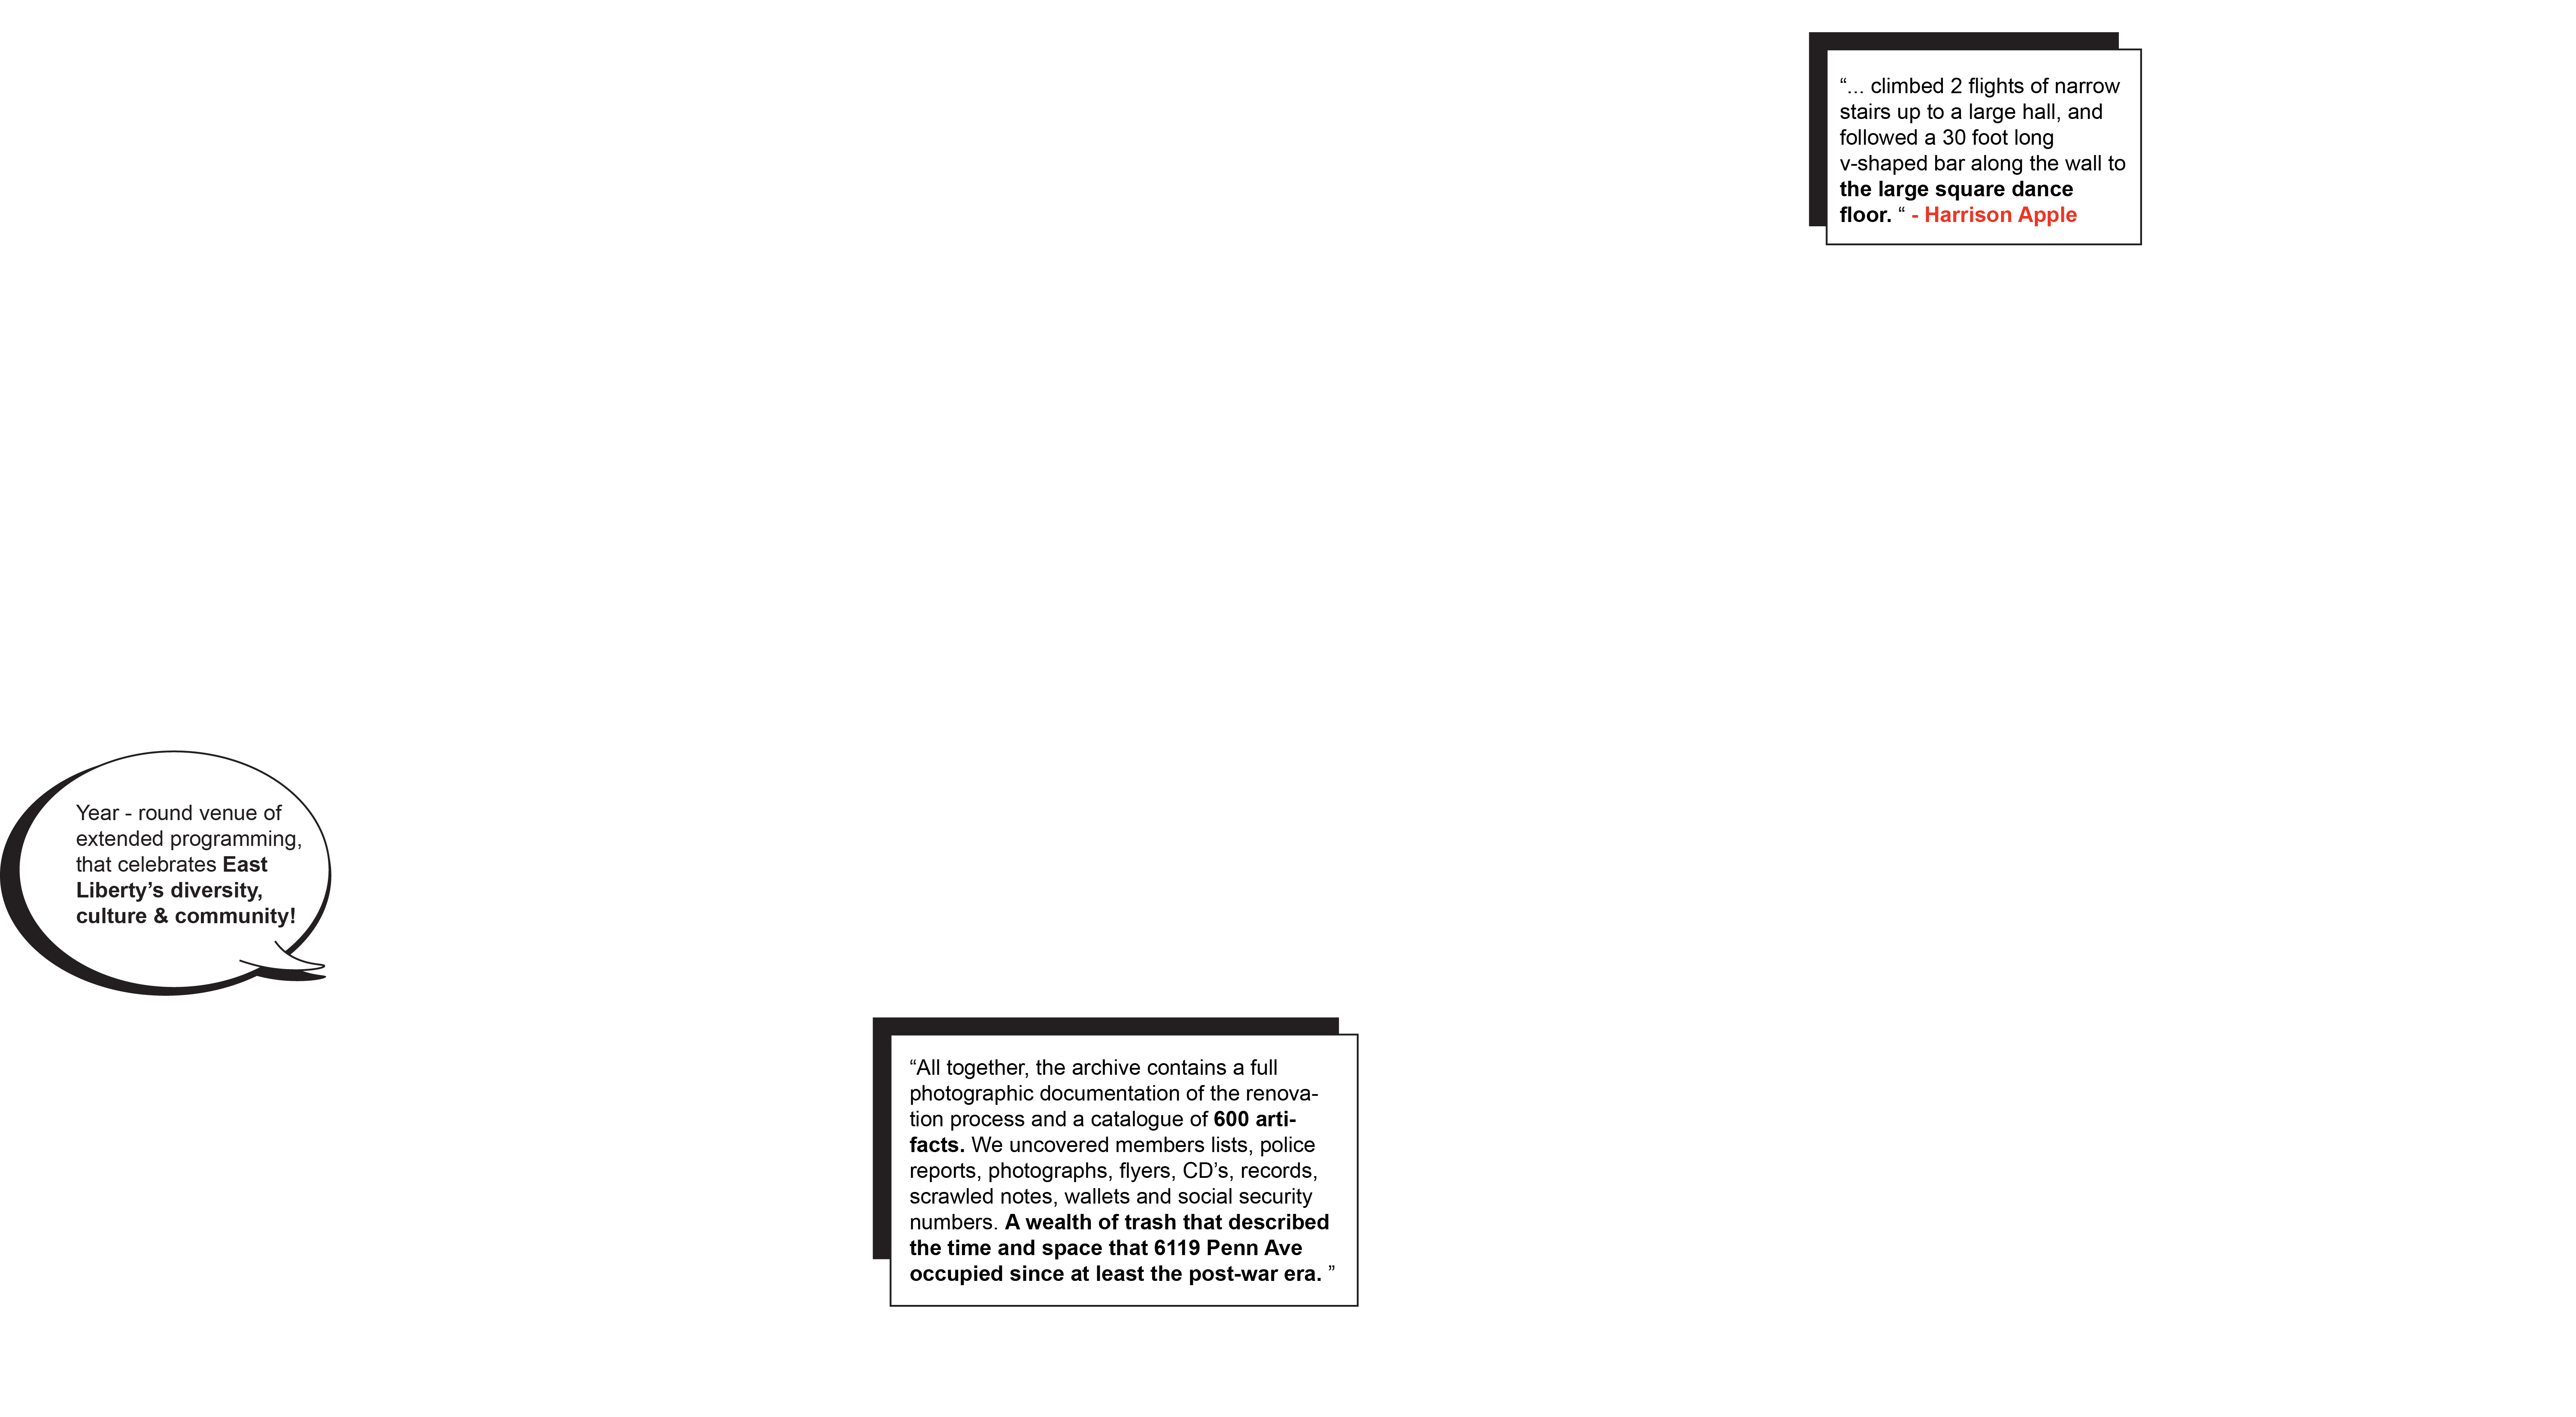 “... climbed 2 flights of narrow
stairs up to a large hall, and
followed a 30 foot long
v-shaped bar along the wall to
the large square dance
floor. “ - Harrison Apple
Year - round venue of
extended programming,
that celebrates East
Liberty’s diversity,
culture & community!
“All together, the archive contains a full
photographic documentation of the renova-
tion process and a catalogue of 600 arti-
facts. We uncovered members lists, police
reports, photographs, flyers, CD’s, records,
scrawled notes, wallets and social security
numbers. A wealth of trash that described
the time and space that 6119 Penn Ave
occupied since at least the post-war era. ”